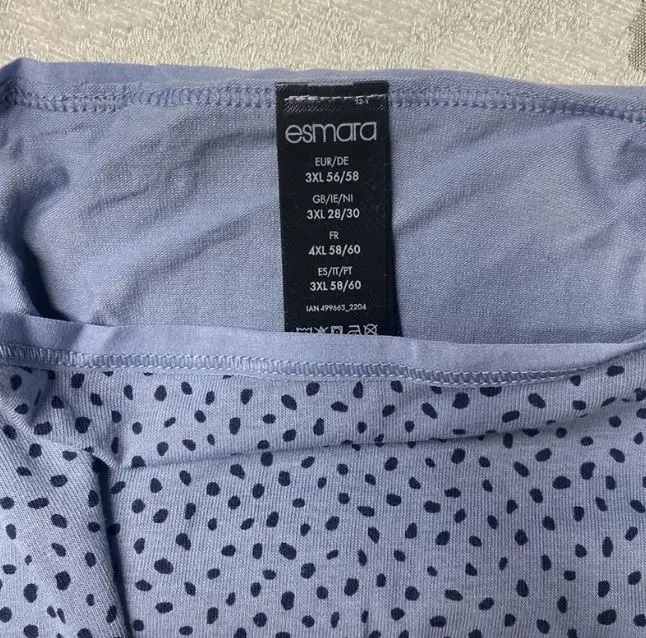 esmara
EUR/DE
3XL 56/58
GB/IE/NI
3XL 28/30
FR
4XL 58/60
ES/IT/PT
3XL 58/60
IAN 499663_2204